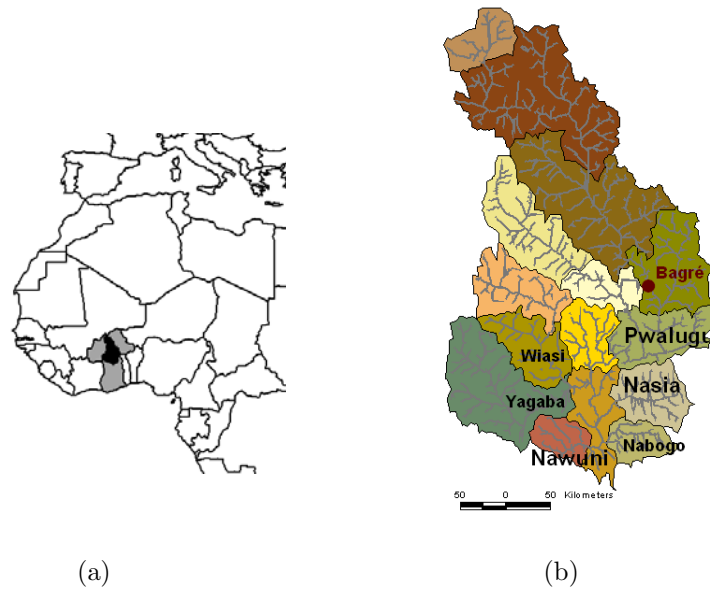 Bagré
Pwalugu
Wiasi
Nasia
Yagaba
Nabogo
Nawuni
50 0 50 Kilometers
(a) (b)